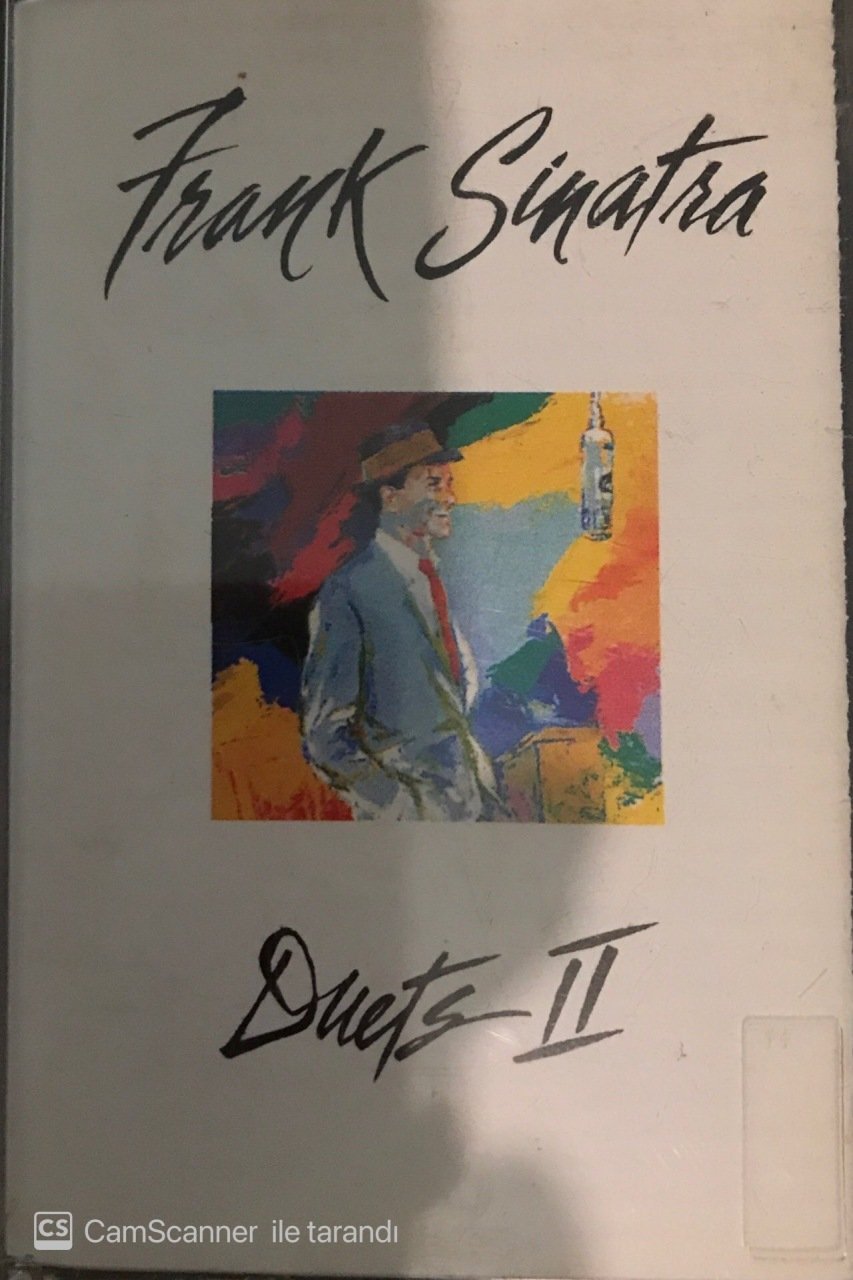 Frank Sinatra
Duets II
CS CamScanner ile tarandı